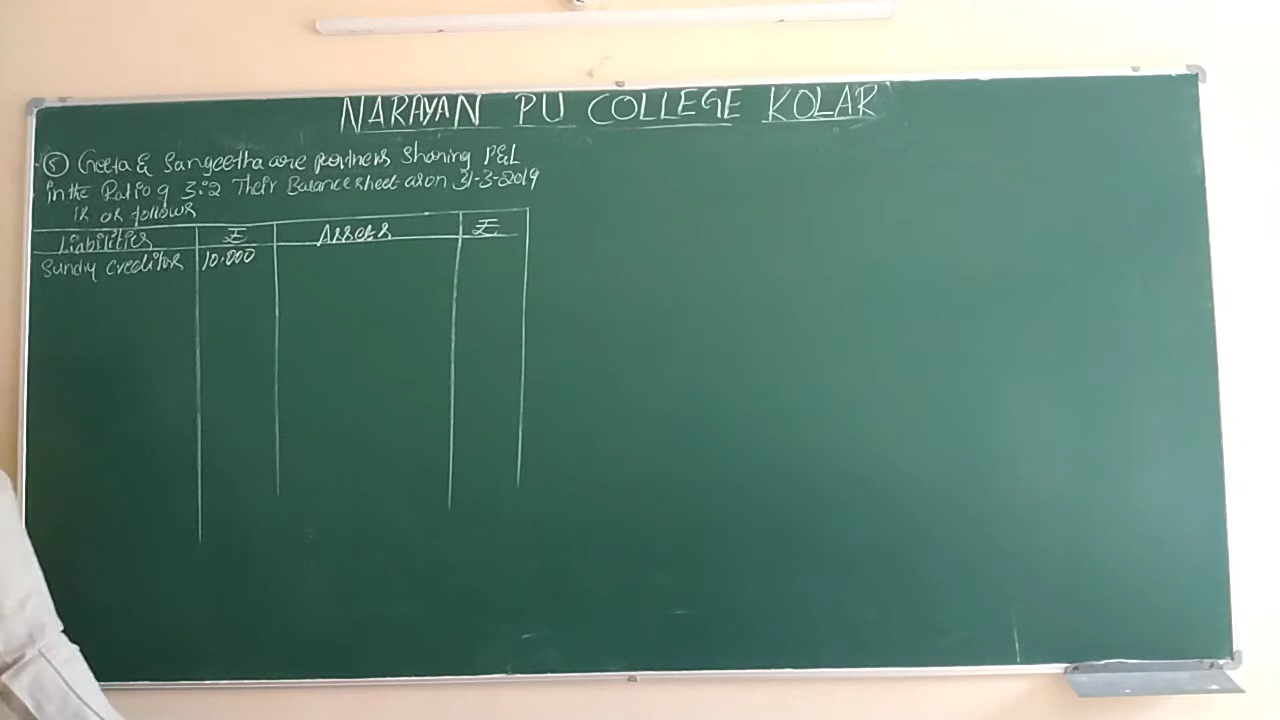 NARAYAN PU COLLEGE KOLAR
5 Geeta & Sangeetha are partners sharing P&L
in the Ratio of 3:2 Their Balance sheet as on 31-3-2019
is as follows
Liabilities ₹ Assets ₹
Sundry creditors 10.000